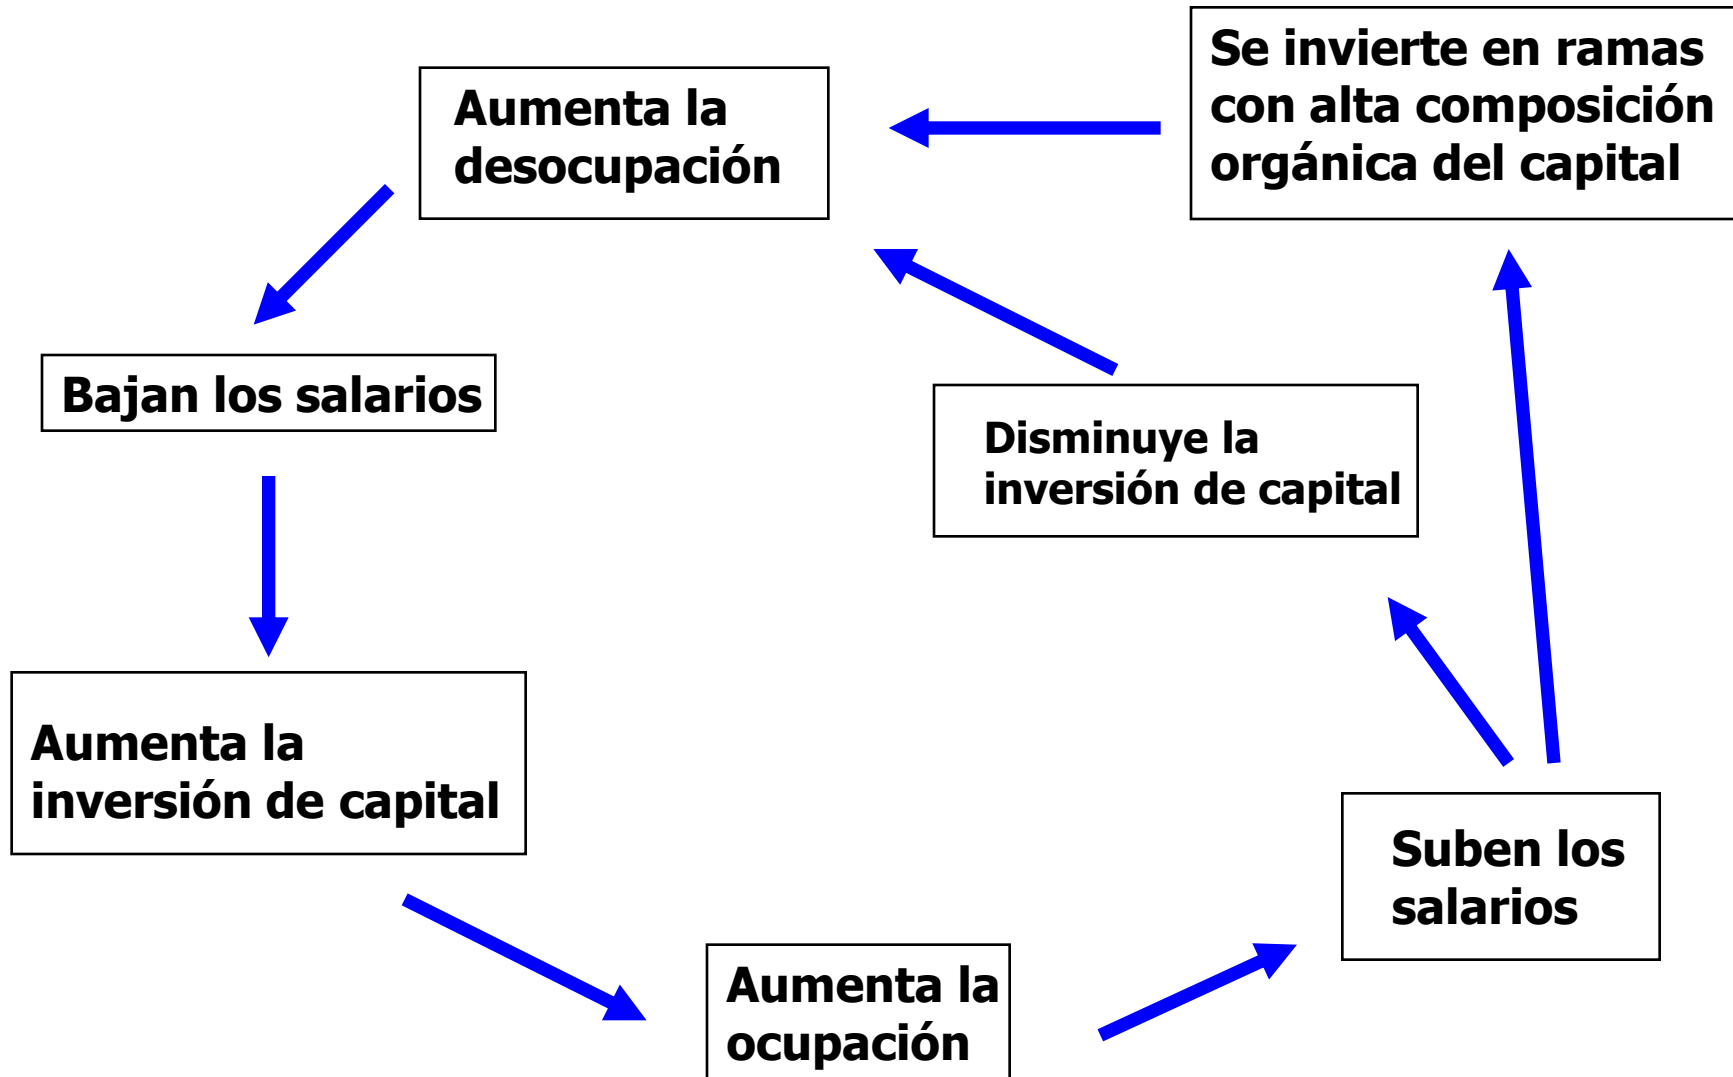 Se invierte en ramas
con alta composición
orgánica del capital
Aumenta la
desocupación
Bajan los salarios
Disminuye la
inversión de capital
Aumenta la
inversión de capital
Suben los
salarios
Aumenta la
ocupación